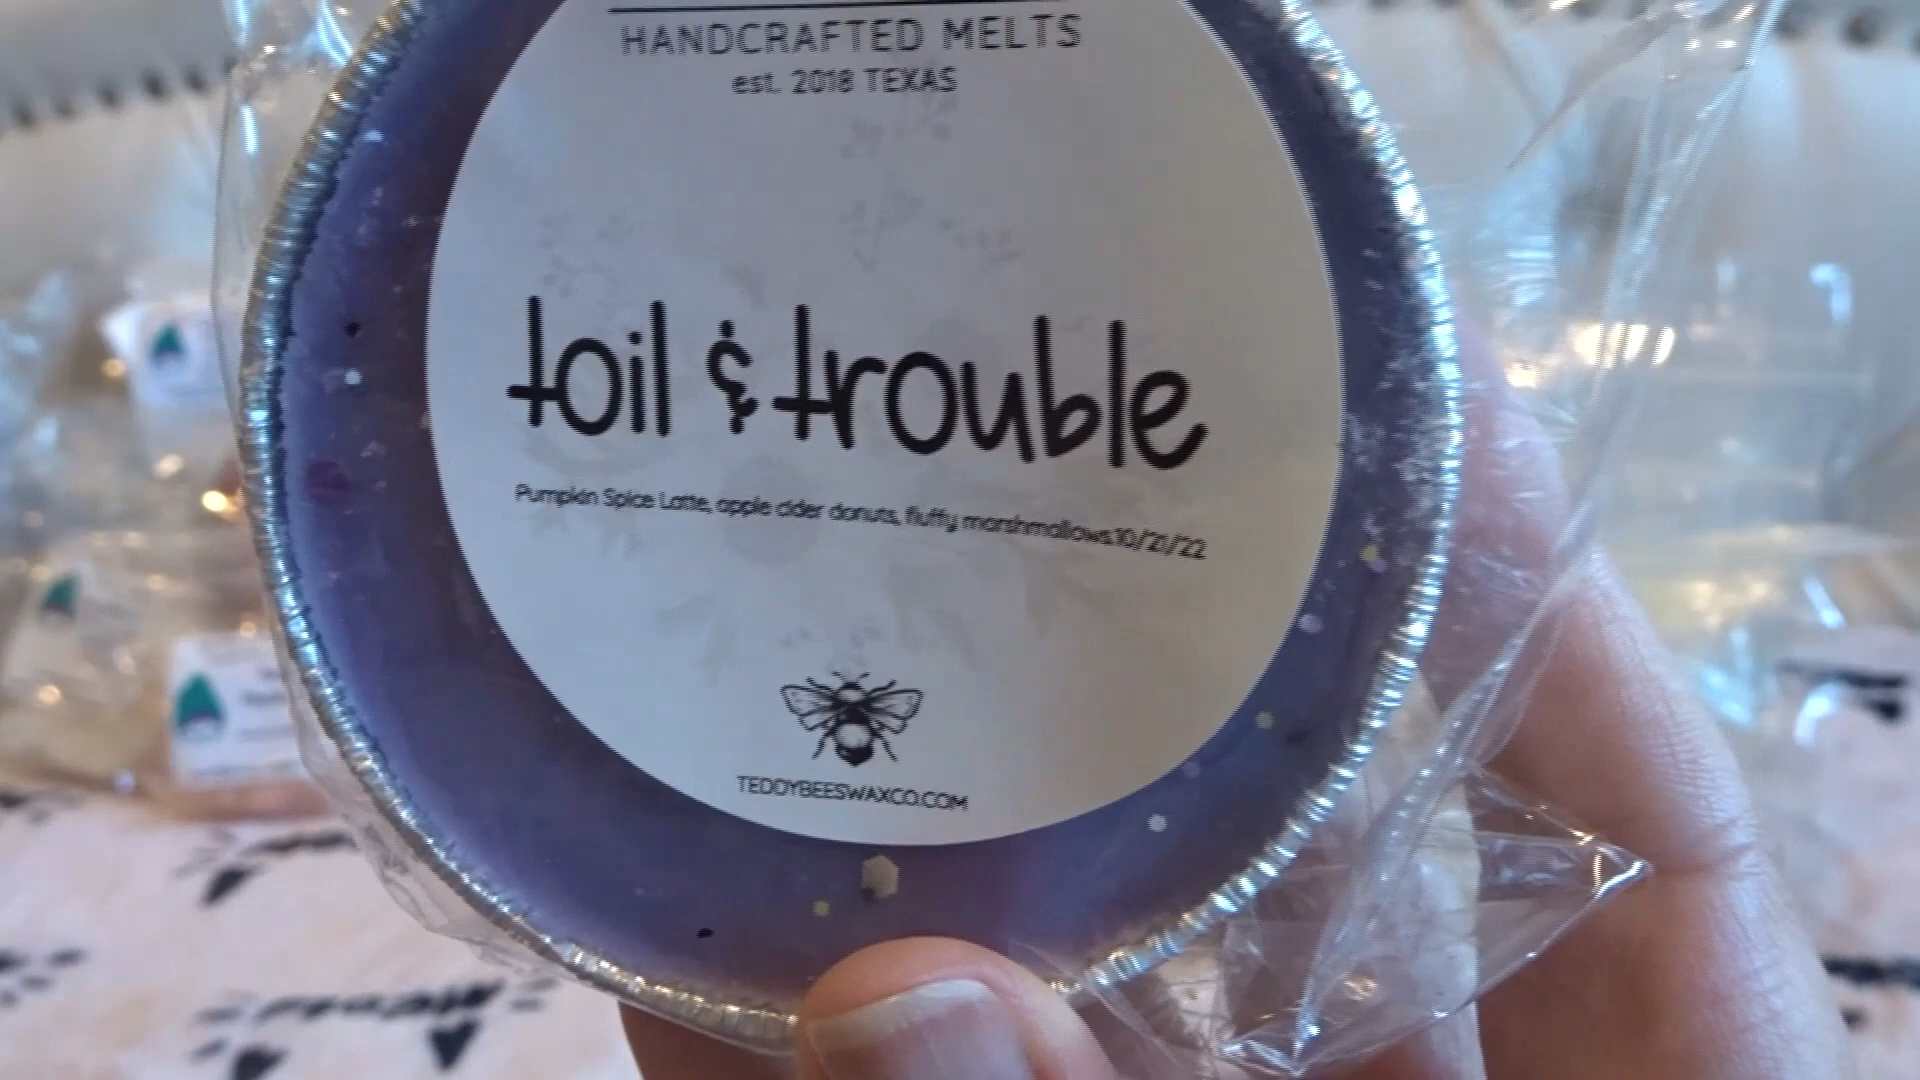 HANDCRAFTED MELTS
est. 2018 TEXAS
toil & trouble
Pumpkin Spice Latte, apple cider donuts, fluffy marshmallows10/21/22
TEDDYBEESWAXCO.COM